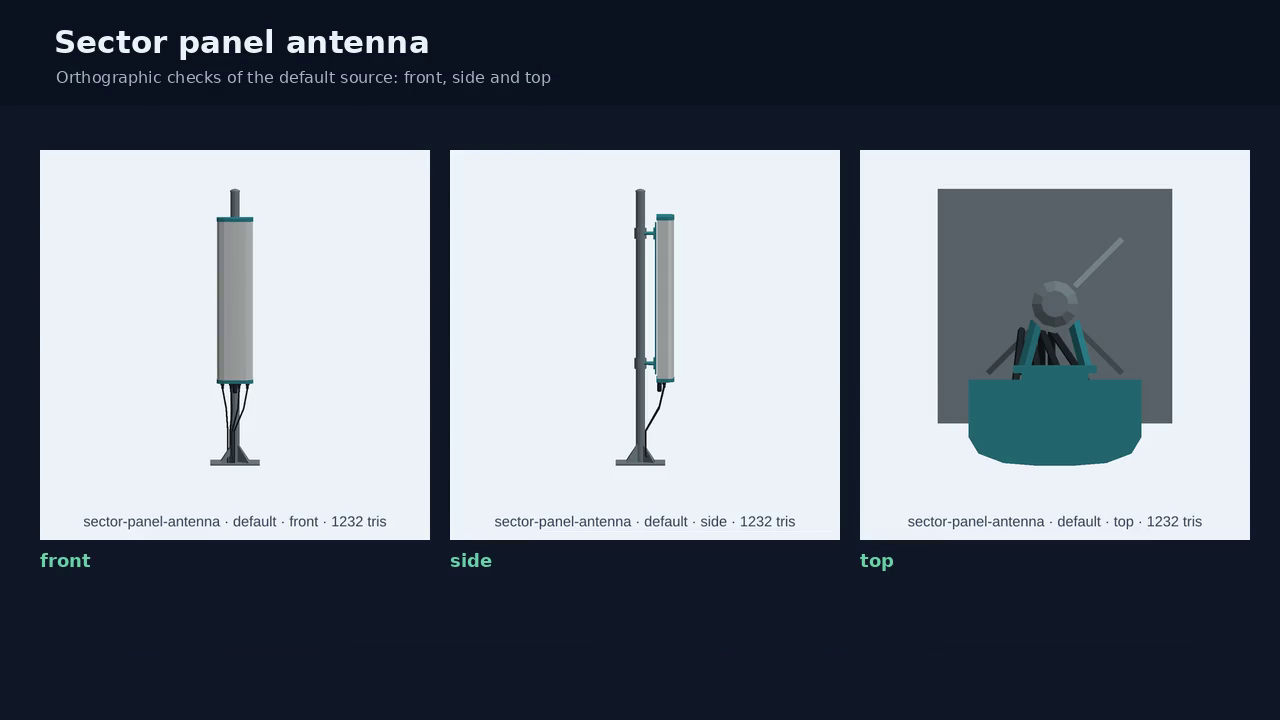 Sector panel antenna
Orthographic checks of the default source: front, side and top
sector-panel-antenna · default · front · 1232 tris
sector-panel-antenna · default · side · 1232 tris
sector-panel-antenna · default · top · 1232 tris
front
side
top